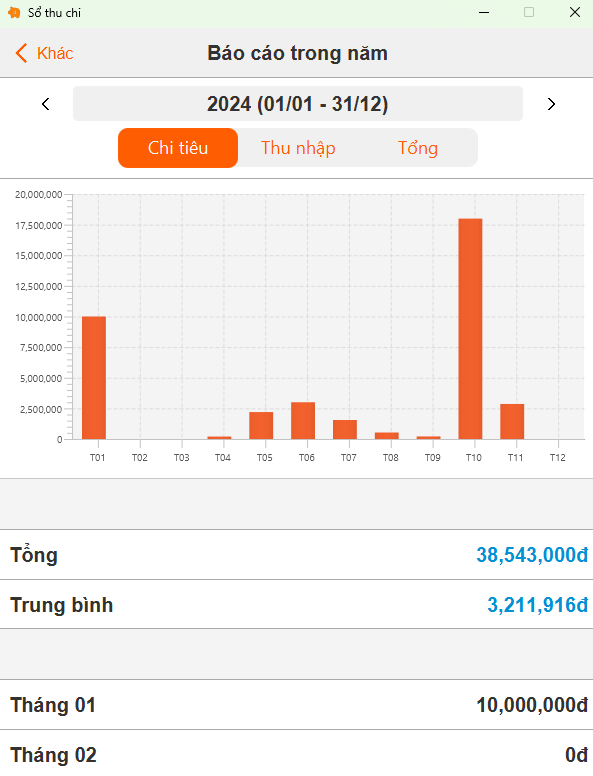 Sổ thu chi
Khác
Báo cáo trong năm
2024 (01/01 - 31/12)
Chi tiêu Thu nhập Tổng
20,000,000
17,500,000
15,000,000
12,500,000
10,000,000
7,500,000
5,000,000
2,500,000
0
T01 T02 T03 T04 T05 T06 T07 T08 T09 T10 T11 T12
Tổng 38,543,000đ
Trung bình 3,211,916đ
Tháng 01 10,000,000đ
Tháng 02 0đ